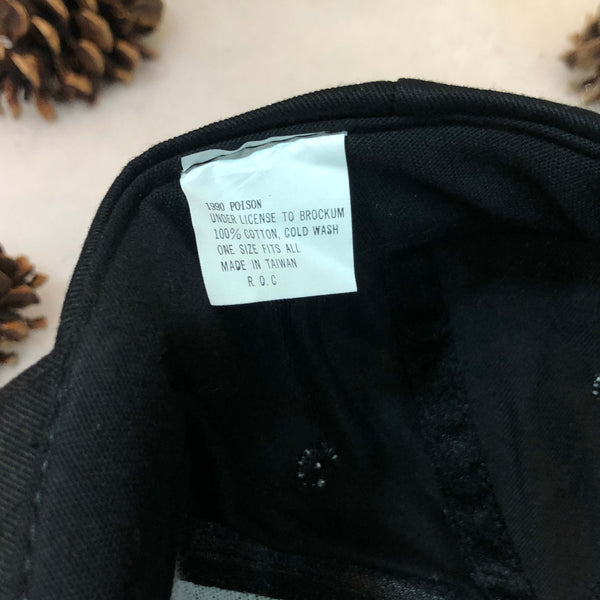 1990 POISON
UNDER LICENSE TO BROCKUM
100% COTTON, COLD WASH
ONE SIZE FITS ALL
MADE IN TAIWAN
R.O.C